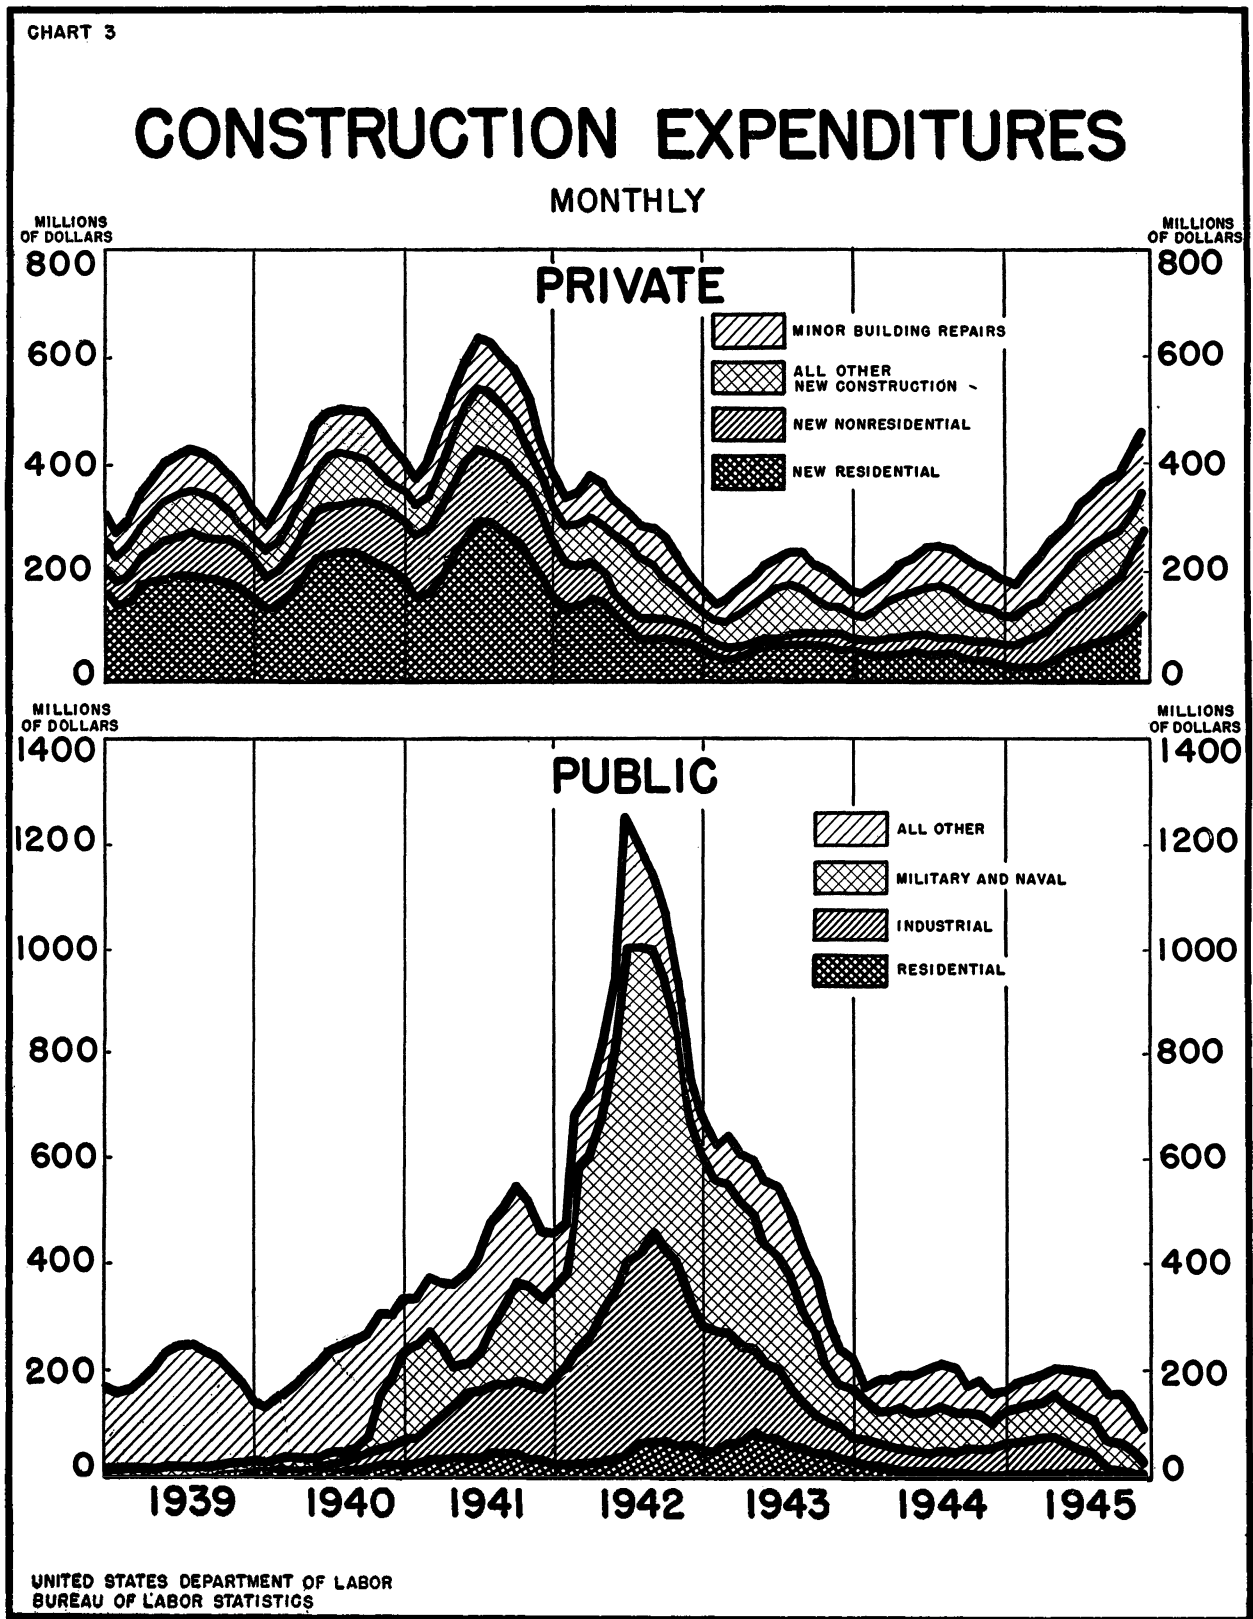 CHART 3
CONSTRUCTION EXPENDITURES
MONTHLY
MILLIONS
OF DOLLARS
MILLIONS
OF DOLLARS
PRIVATE
800
600
400
200
0
800
600
400
200
0
MINOR BUILDING REPAIRS
ALL OTHER
NEW CONSTRUCTION
NEW NONRESIDENTIAL
NEW RESIDENTIAL
MILLIONS
OF DOLLARS
MILLIONS
OF DOLLARS
PUBLIC
1400
1200
1000
800
600
400
200
0
1400
1200
1000
800
600
400
200
0
ALL OTHER
MILITARY AND NAVAL
INDUSTRIAL
RESIDENTIAL
1939 1940 1941 1942 1943 1944 1945
UNITED STATES DEPARTMENT OF LABOR
BUREAU OF LABOR STATISTICS